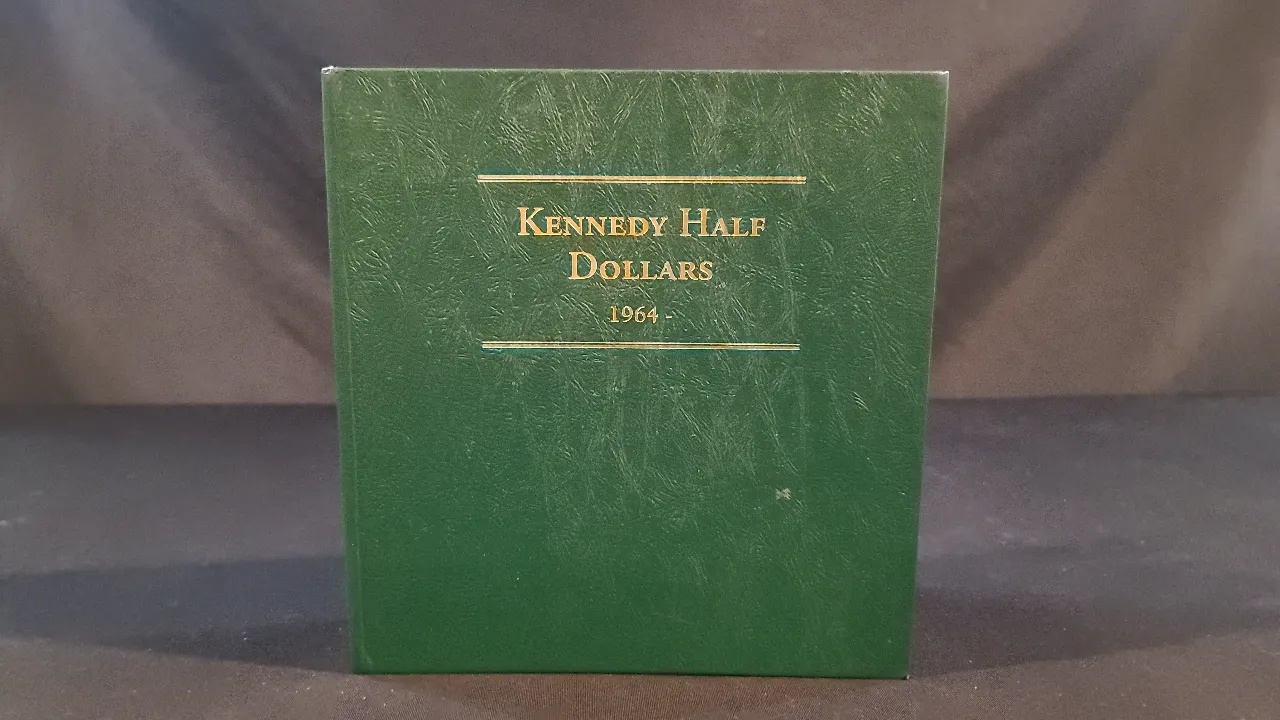 Kennedy Half
Dollars
1964 -